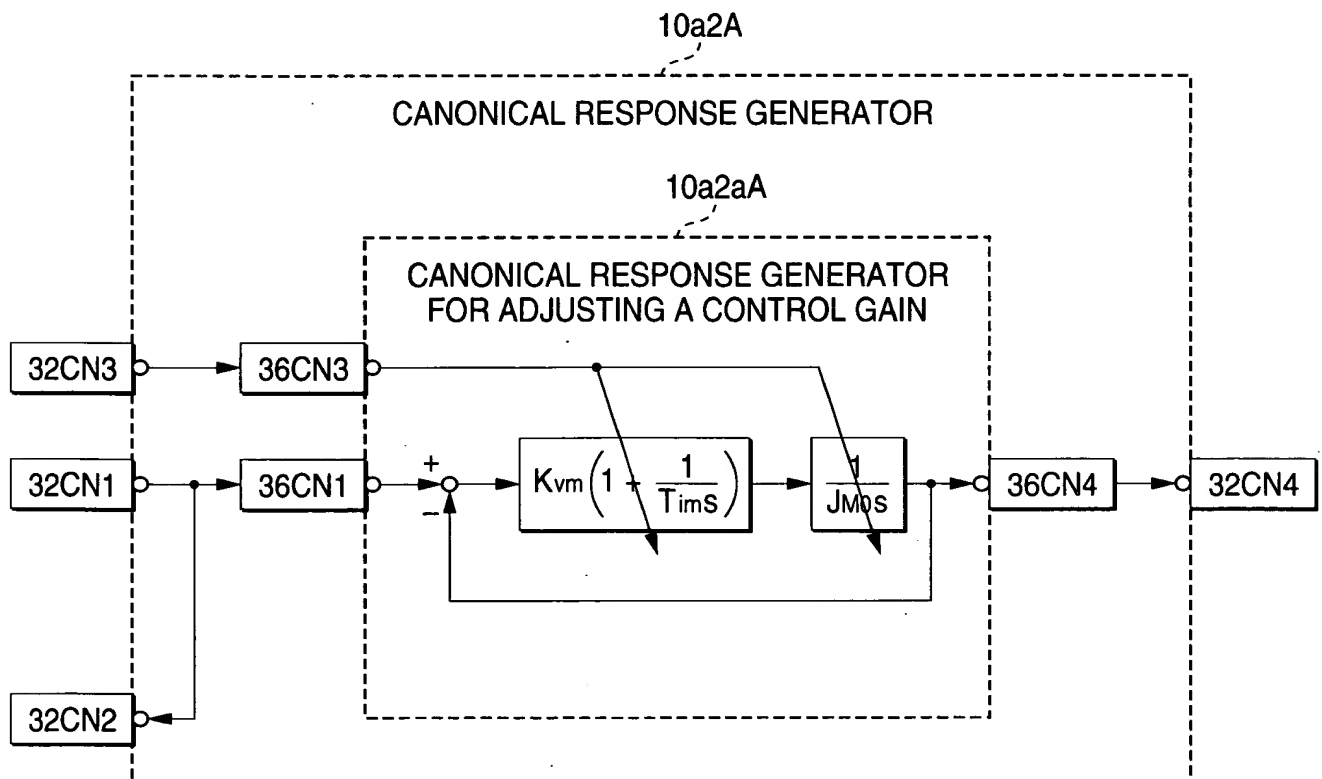 10a2A
CANONICAL RESPONSE GENERATOR
10a2aA
CANONICAL RESPONSE GENERATOR
FOR ADJUSTING A CONTROL GAIN
32CN3
36CN3
32CN1
36CN1
+
−
Kvm(1 + 1/TimS)
1/JM0S
36CN4
32CN4
32CN2